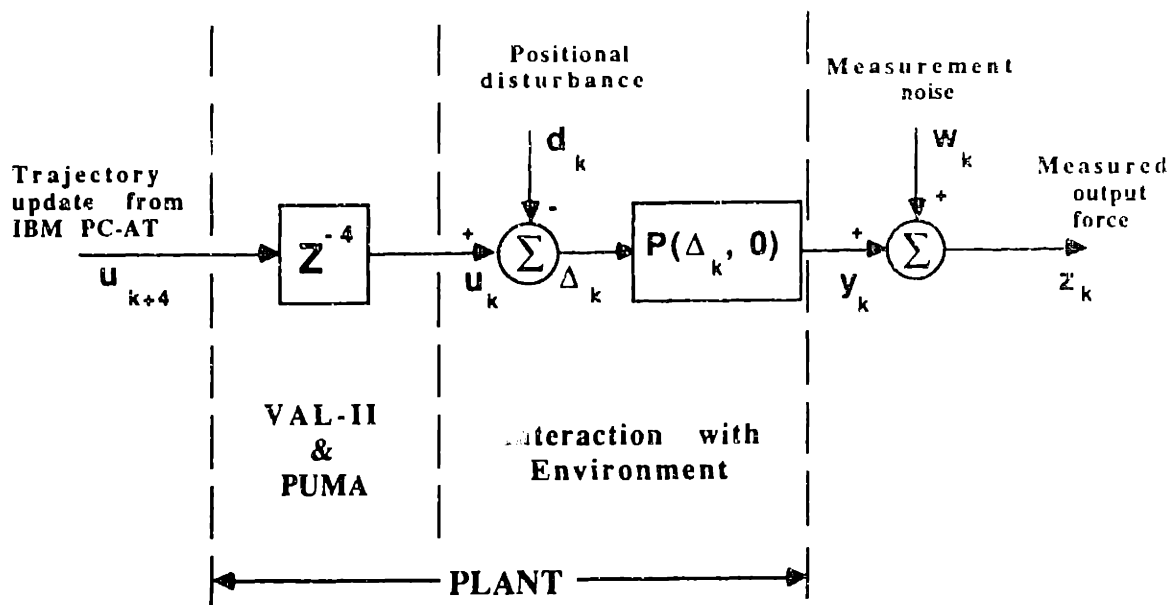 Positional
disturbance
Measurement
noise
d k
w k
Trajectory
update from
IBM PC-AT
Measured
output
force
-
+
+
+
Z -4
Σ
P(Δ k, 0)
Σ
u k+4
u k
Δ k
y k
z k
VAL-II
&
PUMA
with
Environment
PLANT